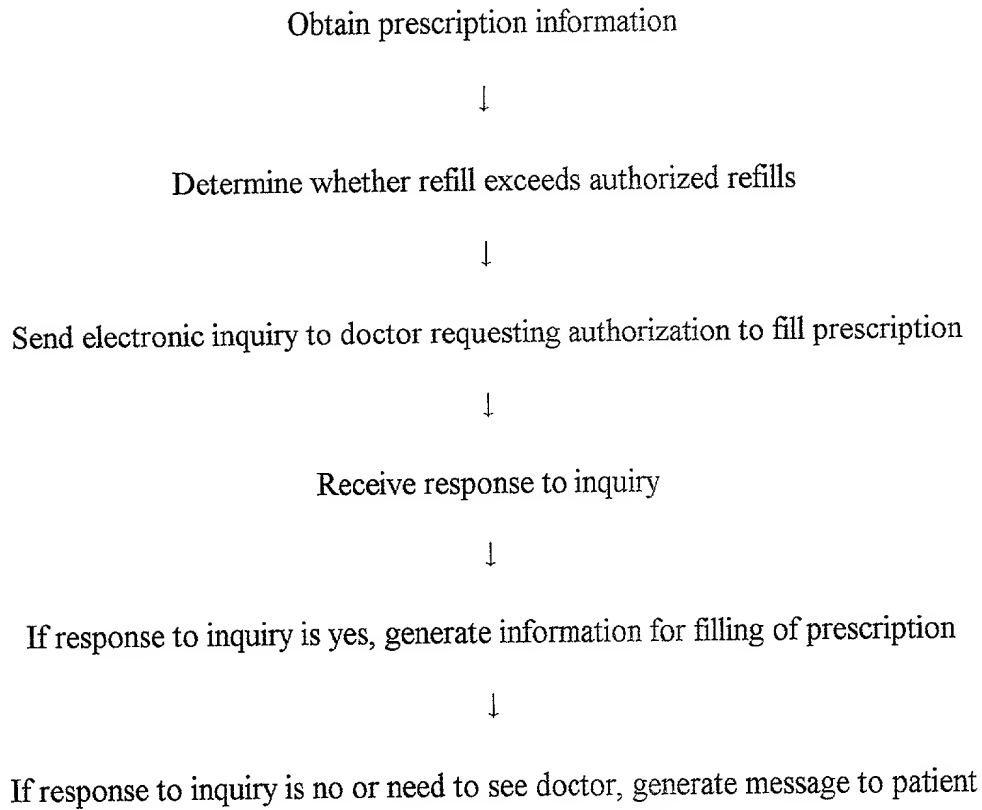 Obtain prescription information
↓
Determine whether refill exceeds authorized refills
↓
Send electronic inquiry to doctor requesting authorization to fill prescription
↓
Receive response to inquiry
↓
If response to inquiry is yes, generate information for filling of prescription
↓
If response to inquiry is no or need to see doctor, generate message to patient